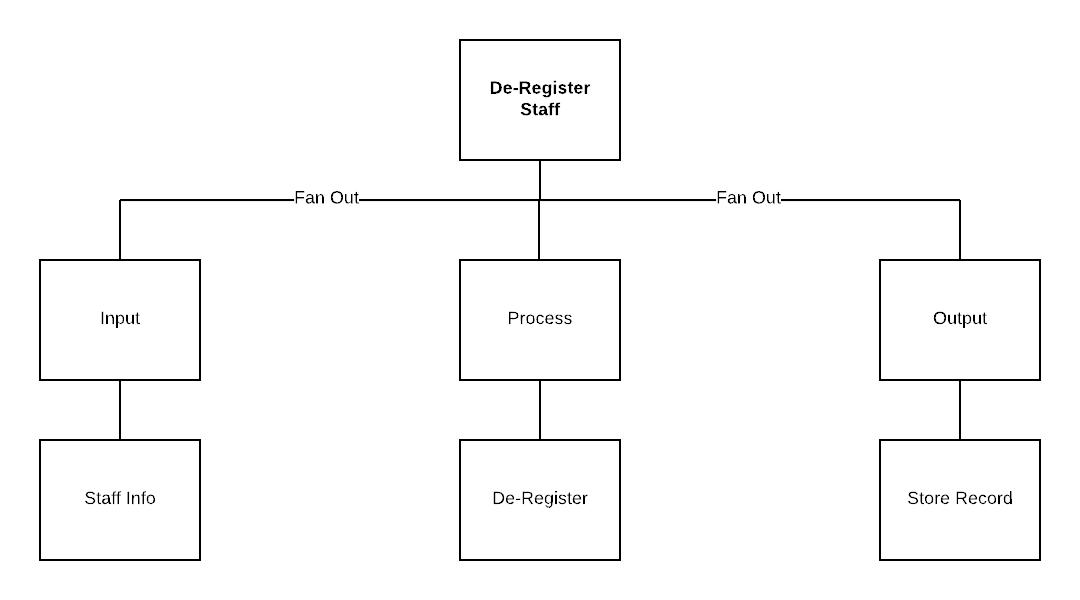 De-Register
Staff
Fan Out
Fan Out
Input
Process
Output
Staff Info
De-Register
Store Record